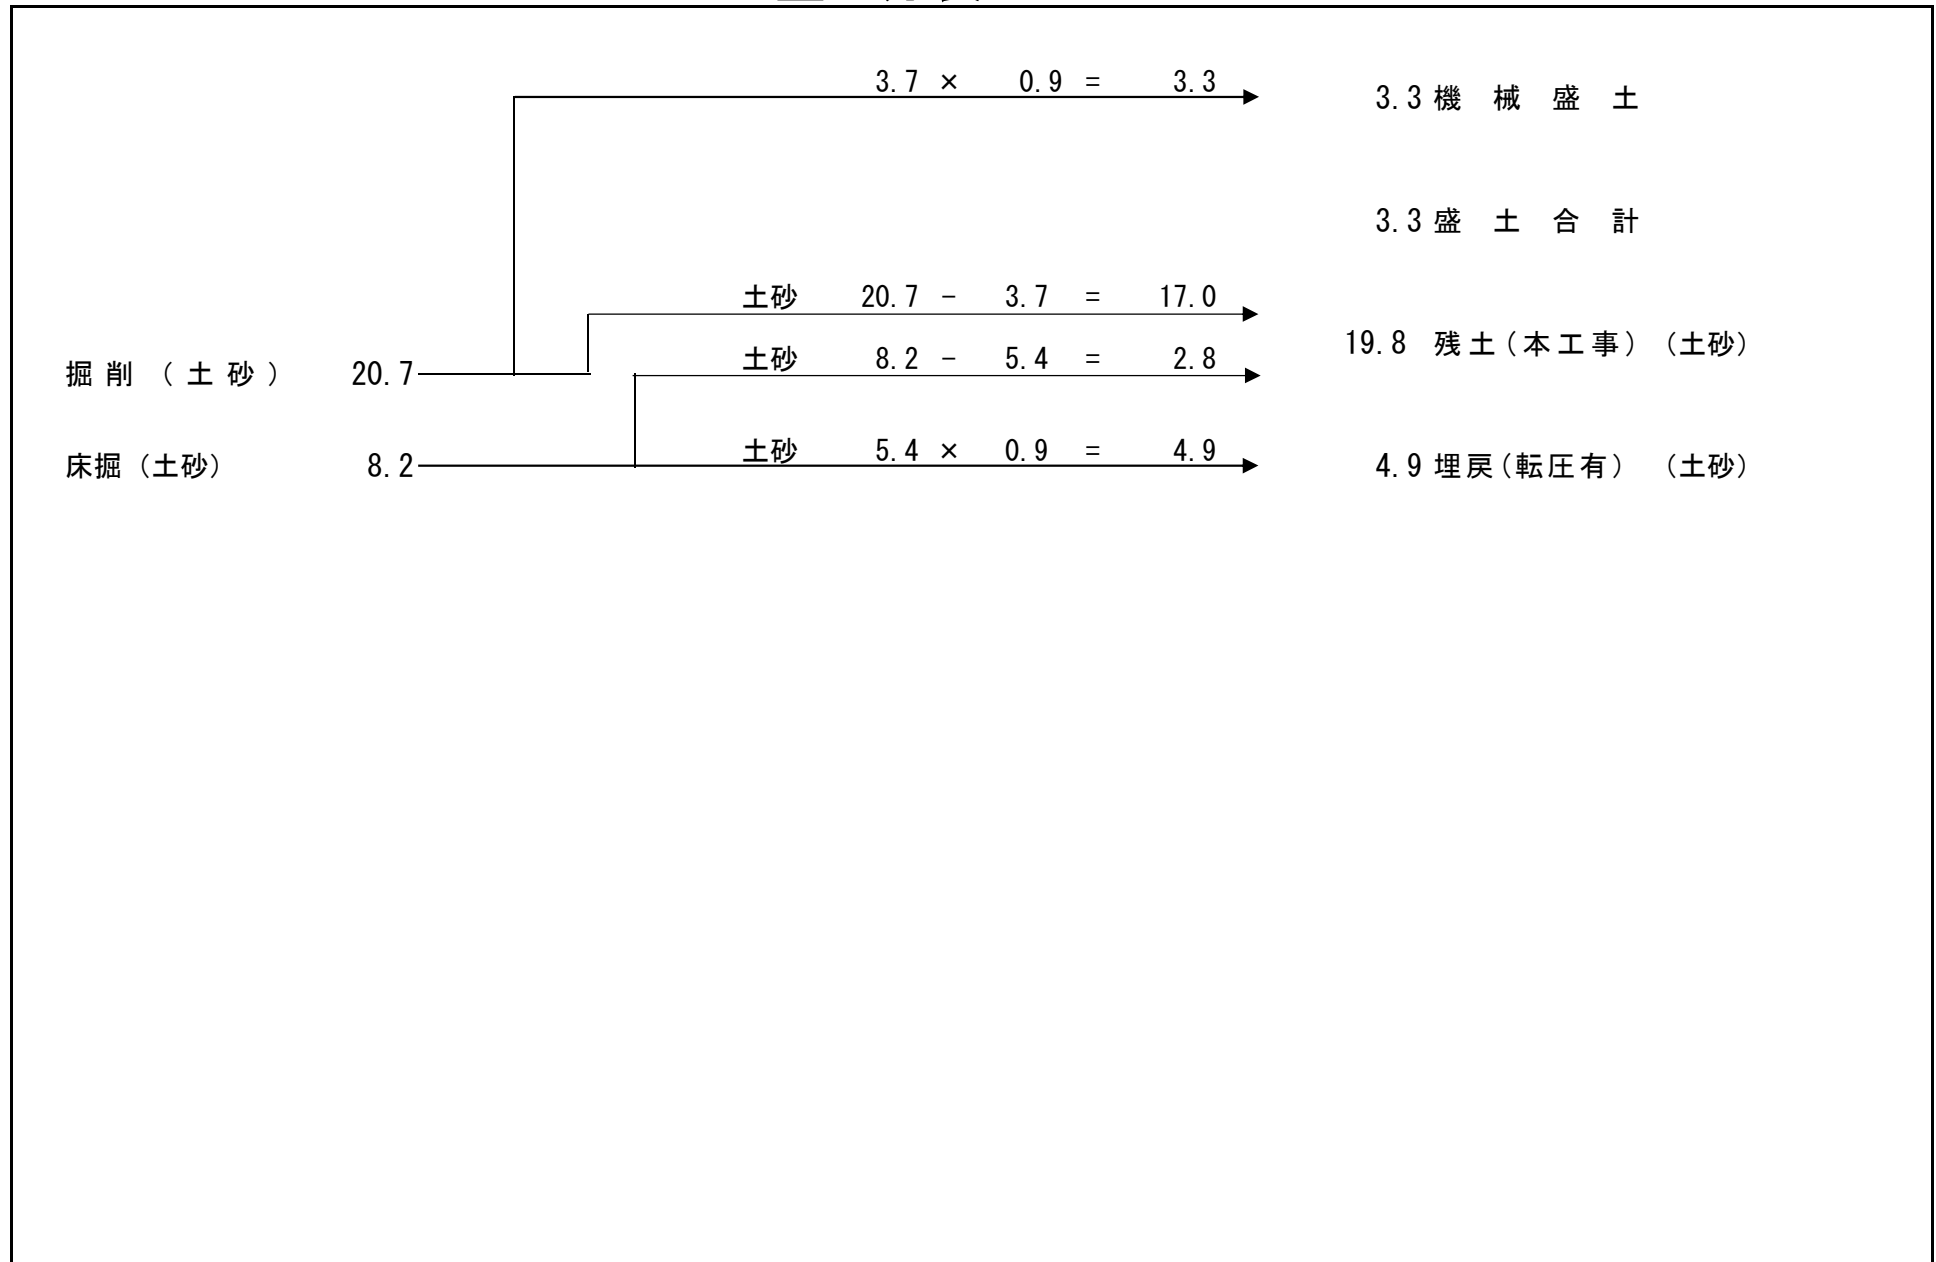 3.7 × 0.9 = 3.3
3.3 機械盛土
3.3 盛土合計
土砂 20.7 － 3.7 = 17.0
19.8 残土(本工事) (土砂)
掘削 (土砂) 20.7
土砂 8.2 － 5.4 = 2.8
床掘 (土砂) 8.2
土砂 5.4 × 0.9 = 4.9
4.9 埋戻(転圧有) (土砂)